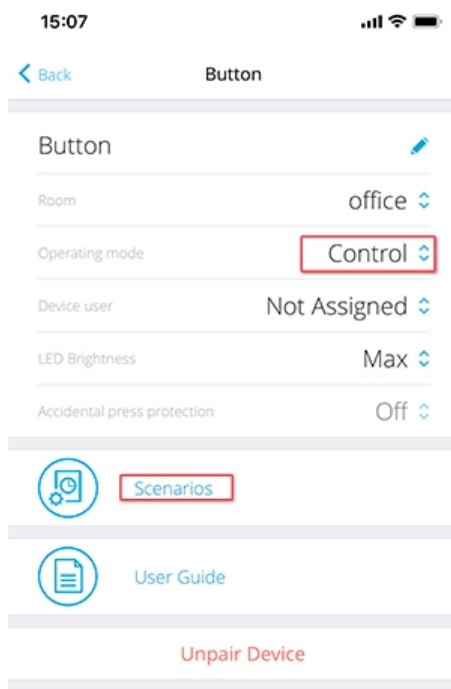 15:07
Back Button
Button
Room office
Operating mode Control
Device user Not Assigned
LED Brightness Max
Accidental press protection Off
Scenarios
User Guide
Unpair Device